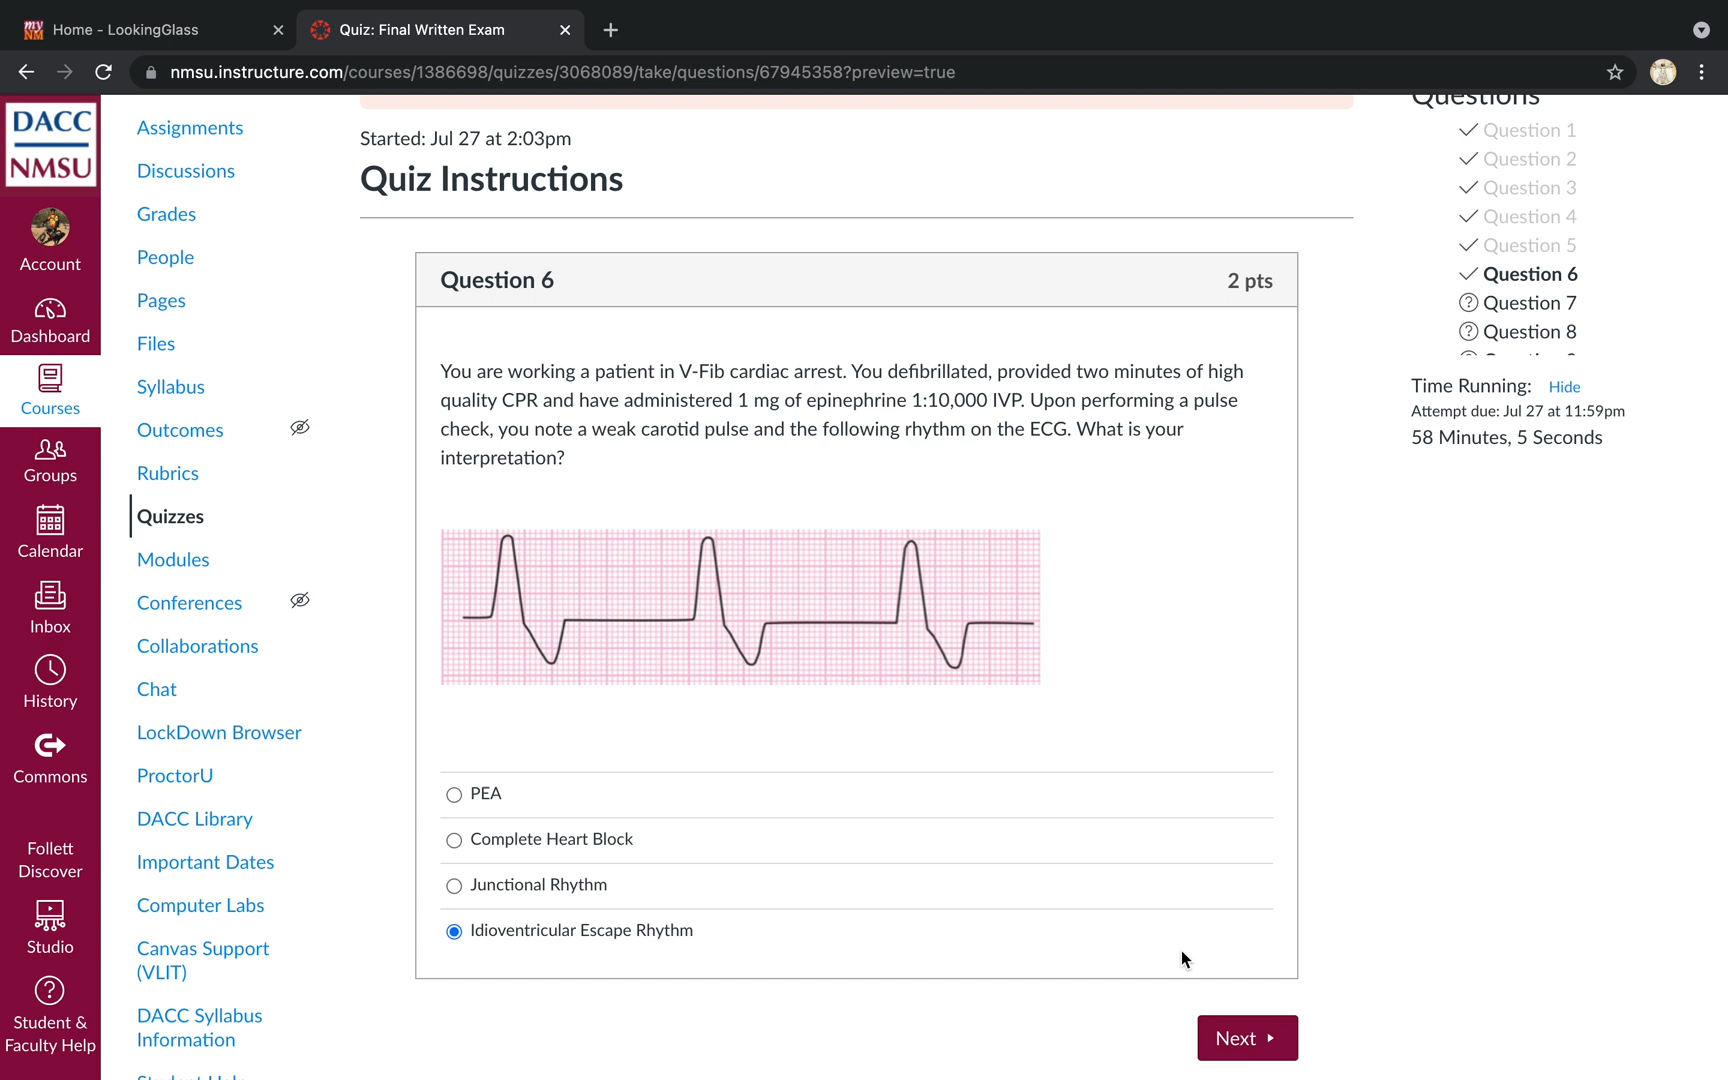 Home - LookingGlass
Quiz: Final Written Exam
nmsu.instructure.com/courses/1386698/quizzes/3068089/take/questions/67945358?preview=true
DACC
NMSU
Account
Dashboard
Courses
Groups
Calendar
Inbox
History
Commons
Follett
Discover
Studio
Student &
Faculty Help
Assignments
Discussions
Grades
People
Pages
Files
Syllabus
Outcomes
Rubrics
Quizzes
Modules
Conferences
Collaborations
Chat
LockDown Browser
ProctorU
DACC Library
Important Dates
Computer Labs
Canvas Support
(VLIT)
DACC Syllabus
Information
Started: Jul 27 at 2:03pm
Quiz Instructions
Question 6
2 pts
You are working a patient in V-Fib cardiac arrest. You defibrillated, provided two minutes of high
quality CPR and have administered 1 mg of epinephrine 1:10,000 IVP. Upon performing a pulse
check, you note a weak carotid pulse and the following rhythm on the ECG. What is your
interpretation?
PEA
Complete Heart Block
Junctional Rhythm
Idioventricular Escape Rhythm
Next
Questions
Question 1
Question 2
Question 3
Question 4
Question 5
Question 6
Question 7
Question 8
Time Running: Hide
Attempt due: Jul 27 at 11:59pm
58 Minutes, 5 Seconds